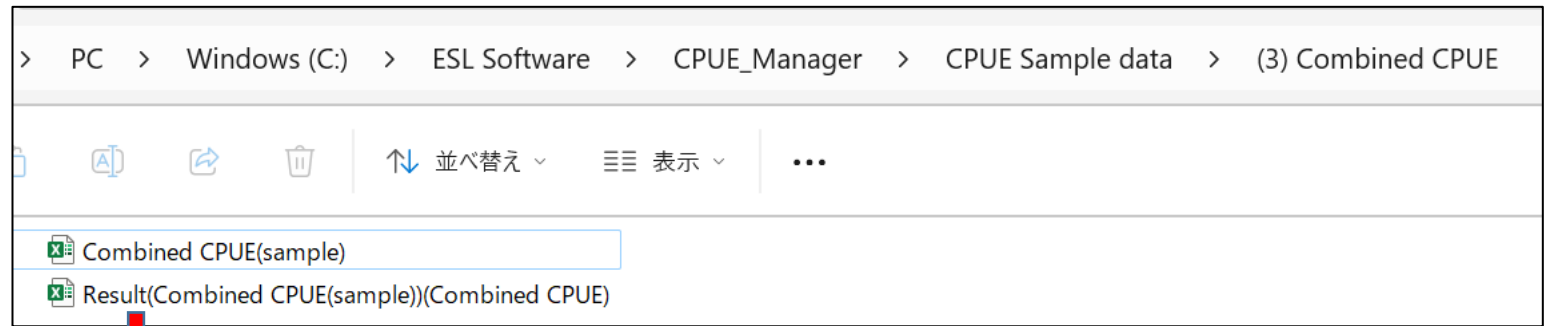 > PC > Windows (C:) > ESL Software > CPUE_Manager > CPUE Sample data > (3) Combined CPUE
並べ替え 表示
Combined CPUE(sample)
Result(Combined CPUE(sample))(Combined CPUE)